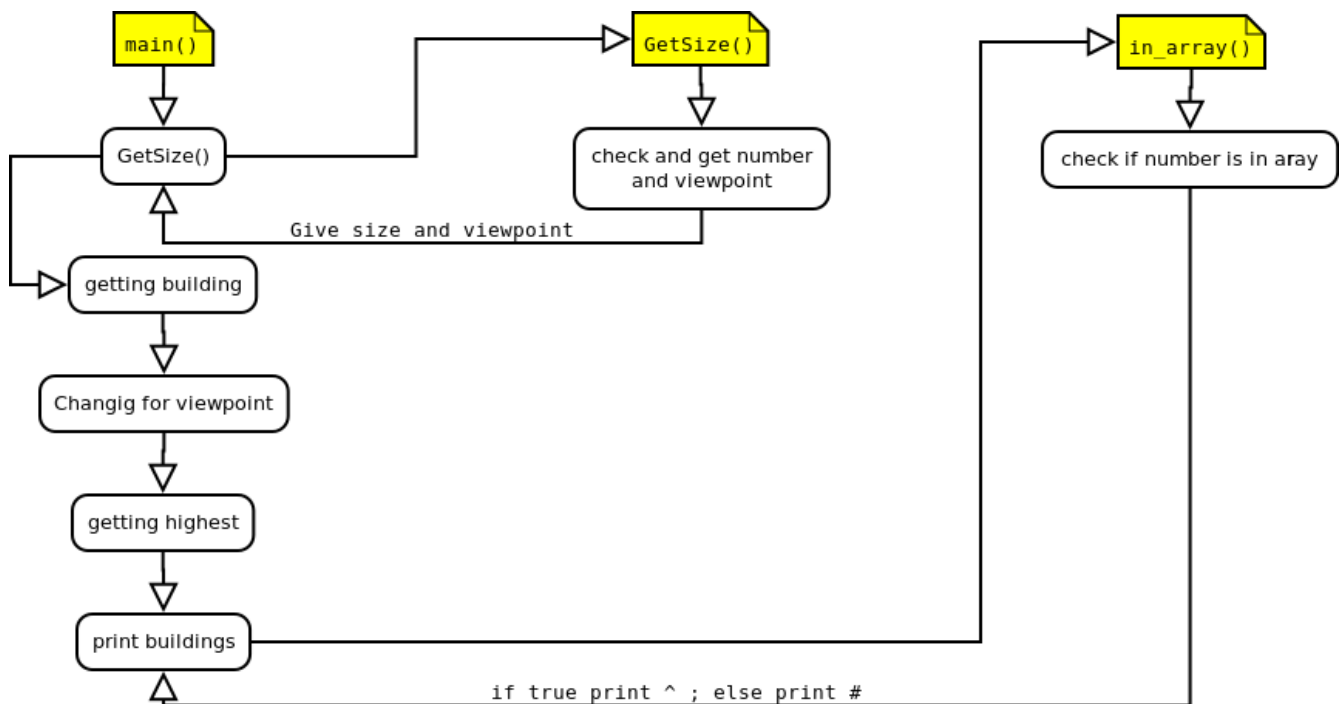 main()
GetSize()
in_array()
GetSize()
check and get number
and viewpoint
check if number is in aray
Give size and viewpoint
getting building
Changig for viewpoint
getting highest
print buildings
if true print ^ ; else print #